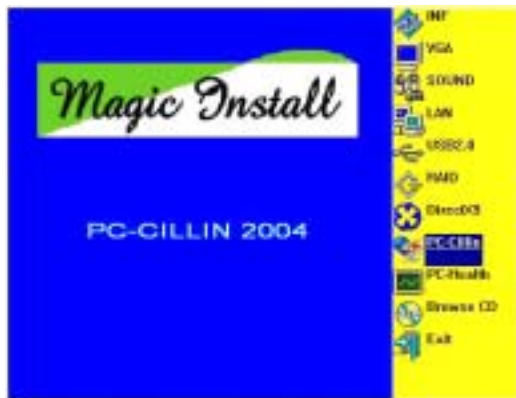 Magic Install
PC-CILLIN 2004
INF
VGA
SOUND
LAN
USB2.0
RAID
DirectX9
PC-Cillin
PC-Health
Browse CD
Exit